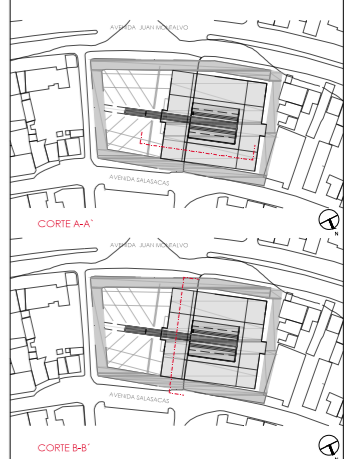 AVENIDA JUAN MONTALVO
AVENIDA SALASACAS
CORTE A-A'
N
AVENIDA JUAN MONTALVO
AVENIDA SALASACAS
CORTE B-B'
N